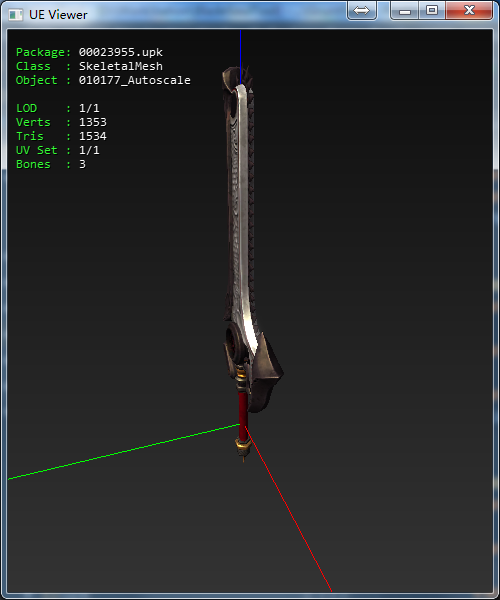 UE Viewer
Package: 00023955.upk
Class : SkeletalMesh
Object : 010177_Autoscale
LOD : 1/1
Verts : 1353
Tris : 1534
UV Set : 1/1
Bones : 3